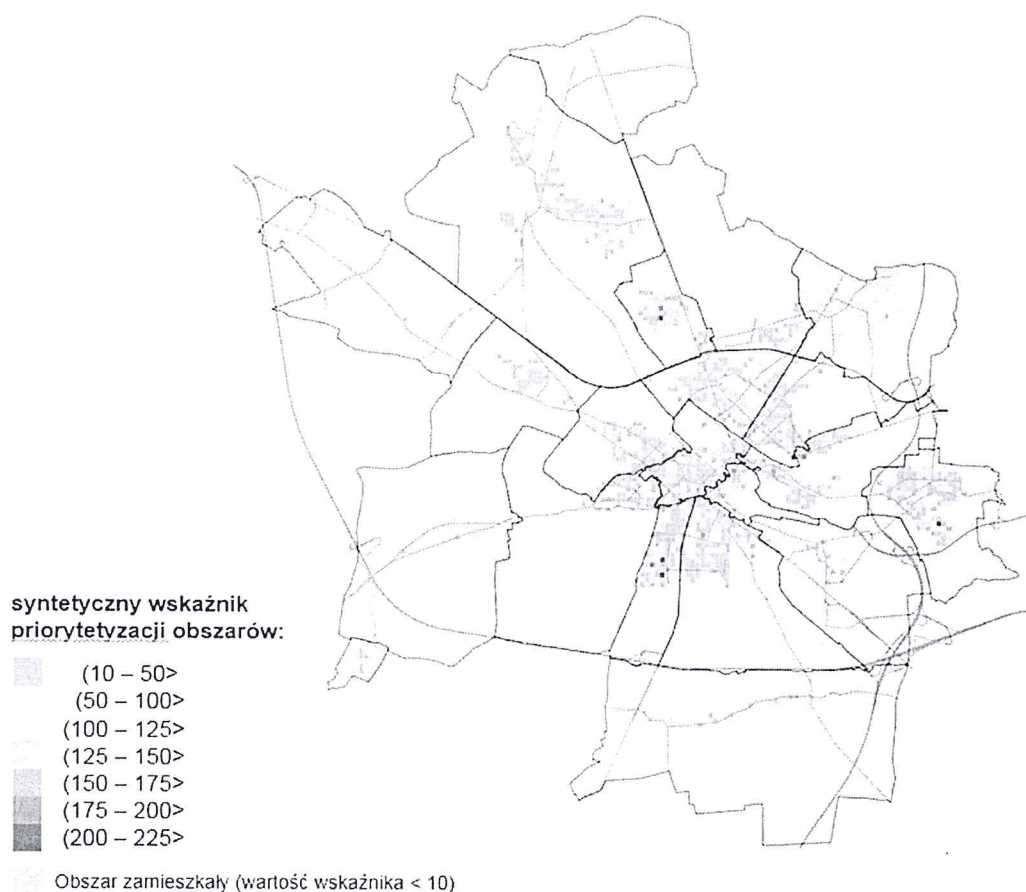 syntetyczny wskaźnik
priorytetyzacji obszarów:
(10 – 50>
(50 – 100>
(100 – 125>
(125 – 150>
(150 – 175>
(175 – 200>
(200 – 225>
Obszar zamieszkały (wartość wskaźnika < 10)